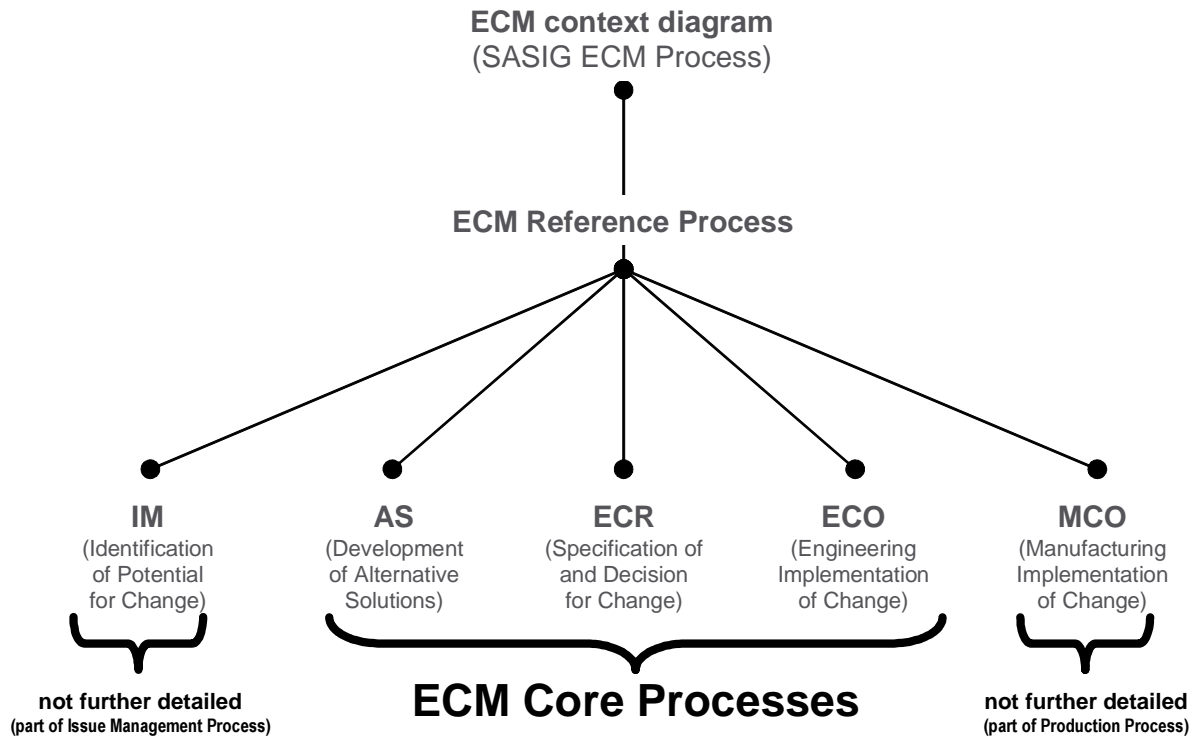 ECM context diagram
(SASIG ECM Process)
ECM Reference Process
IM
(Identification
of Potential
for Change)
AS
(Development
of Alternative
Solutions)
ECR
(Specification of
and Decision
for Change)
ECO
(Engineering
Implementation
of Change)
MCO
(Manufacturing
Implementation
of Change)
not further detailed
(part of Issue Management Process)
ECM Core Processes
not further detailed
(part of Production Process)